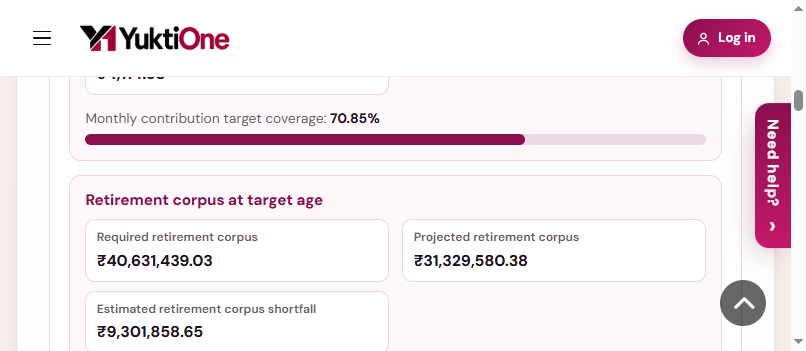 YuktiOne
Log in
Monthly contribution target coverage: 70.85%
Need help? ›
Retirement corpus at target age
Required retirement corpus
₹40,631,439.03
Projected retirement corpus
₹31,329,580.38
Estimated retirement corpus shortfall
₹9,301,858.65